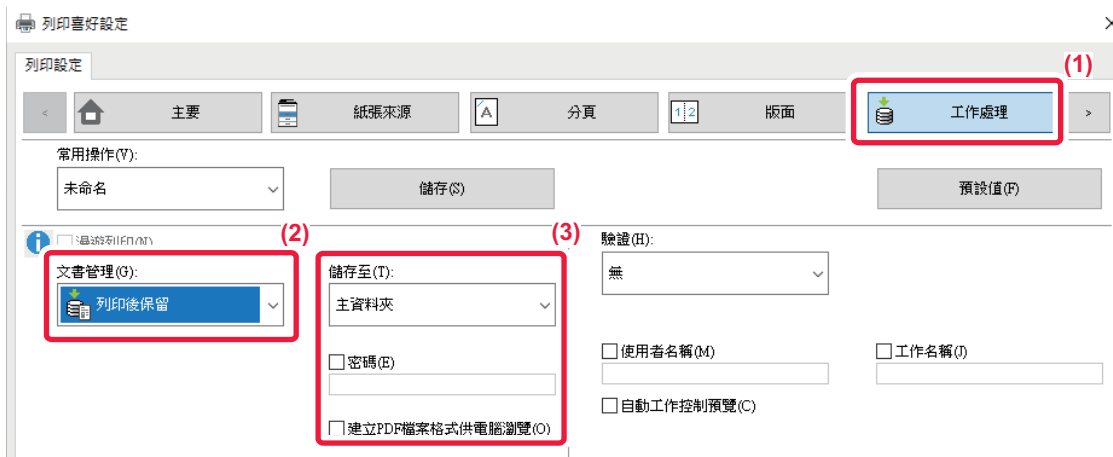 列印喜好設定
列印設定
(1)
< 主要 紙張來源 A 分頁 1 2 版面 工作處理 >
常用操作(V):
未命名 儲存(S) 預設值(F)
(2) (3)
驗證(H):
文書管理(G): 儲存至(T): 無
列印後保留 主資料夾
密碼(E) 使用者名稱(M) 工作名稱(J)
自動工作控制預覽(C)
建立PDF檔案格式供電腦瀏覽(O)